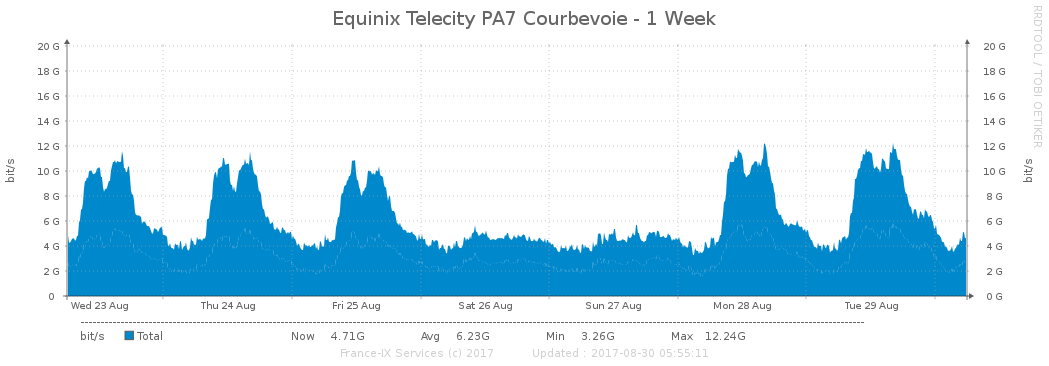 Equinix Telecity PA7 Courbevoie - 1 Week
RRDTOOL / TOBI OETIKER
20 G 20 G
18 G 18 G
16 G 16 G
14 G 14 G
12 G 12 G
10 G 10 G
8 G 8 G
6 G 6 G
4 G 4 G
2 G 2 G
0 0 G
bit/s
bit/s
Wed 23 Aug Thu 24 Aug Fri 25 Aug Sat 26 Aug Sun 27 Aug Mon 28 Aug Tue 29 Aug
bit/s Total Now 4.71G Avg 6.23G Min 3.26G Max 12.24G
France-IX Services (c) 2017 Updated : 2017-08-30 05:55:11